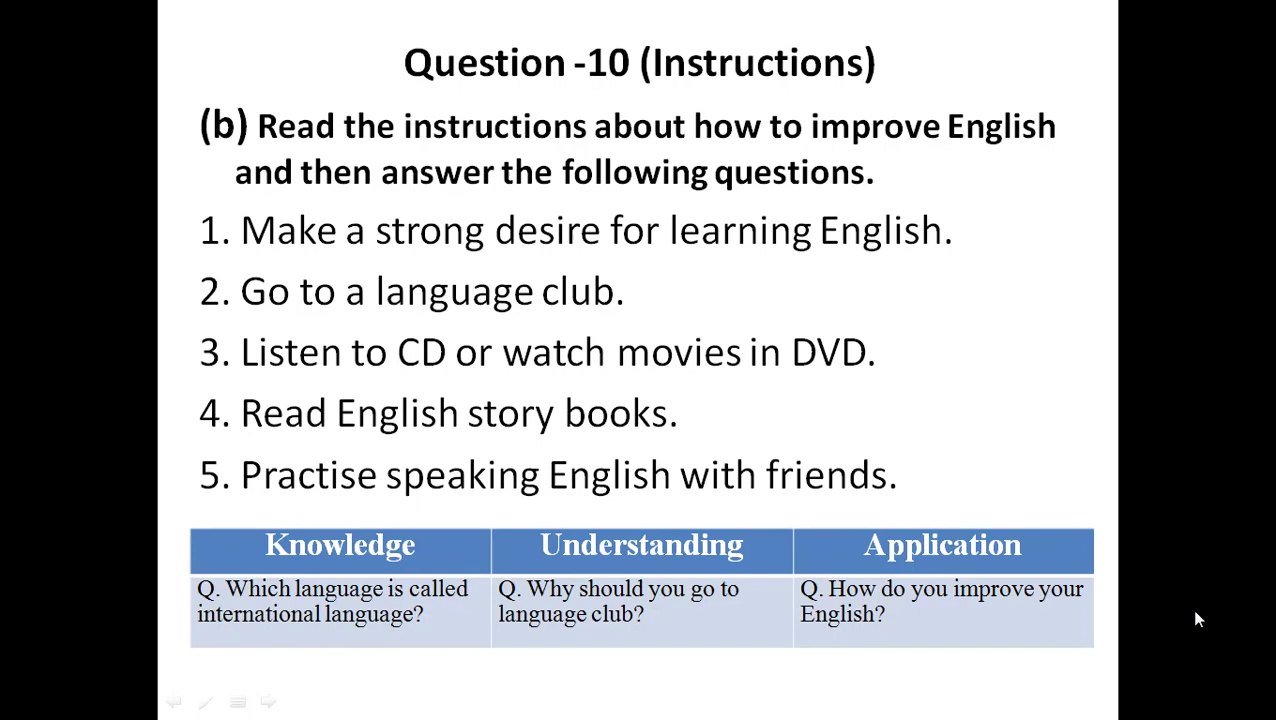 Question -10 (Instructions)
(b) Read the instructions about how to improve English
and then answer the following questions.
1. Make a strong desire for learning English.
2. Go to a language club.
3. Listen to CD or watch movies in DVD.
4. Read English story books.
5. Practise speaking English with friends.
Knowledge Understanding Application
Q. Which language is called Q. Why should you go to Q. How do you improve your
international language? language club? English?